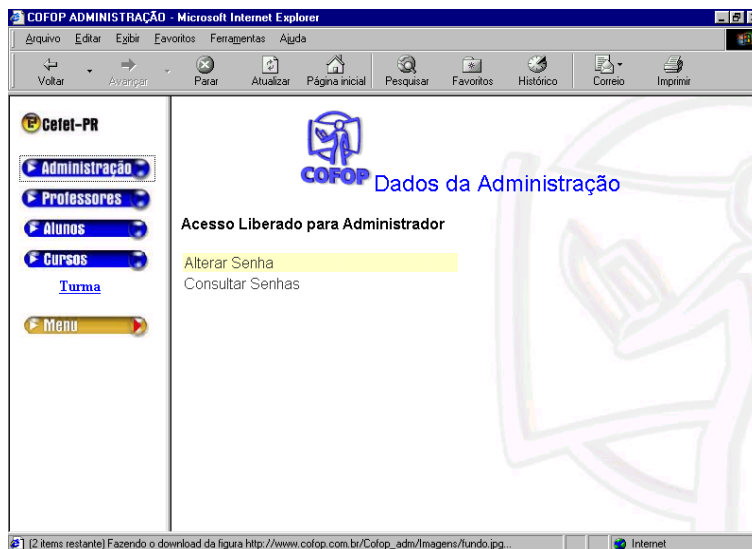 COFOP ADMINISTRAÇÃO - Microsoft Internet Explorer
Arquivo Editar Exibir Favoritos Ferramentas Ajuda
Voltar Avançar Parar Atualizar Página inicial Pesquisar Favoritos Histórico Correio Imprimir
Cefet-PR
Administração
Professores
Alunos
Cursos
Turma
Menu
COFOP
Dados da Administração
Acesso Liberado para Administrador
Alterar Senha
Consultar Senhas
(2 items restante) Fazendo o download da figura http://www.cofop.com.br/Cofop_adm/Imagens/fundo.jpg...
Internet